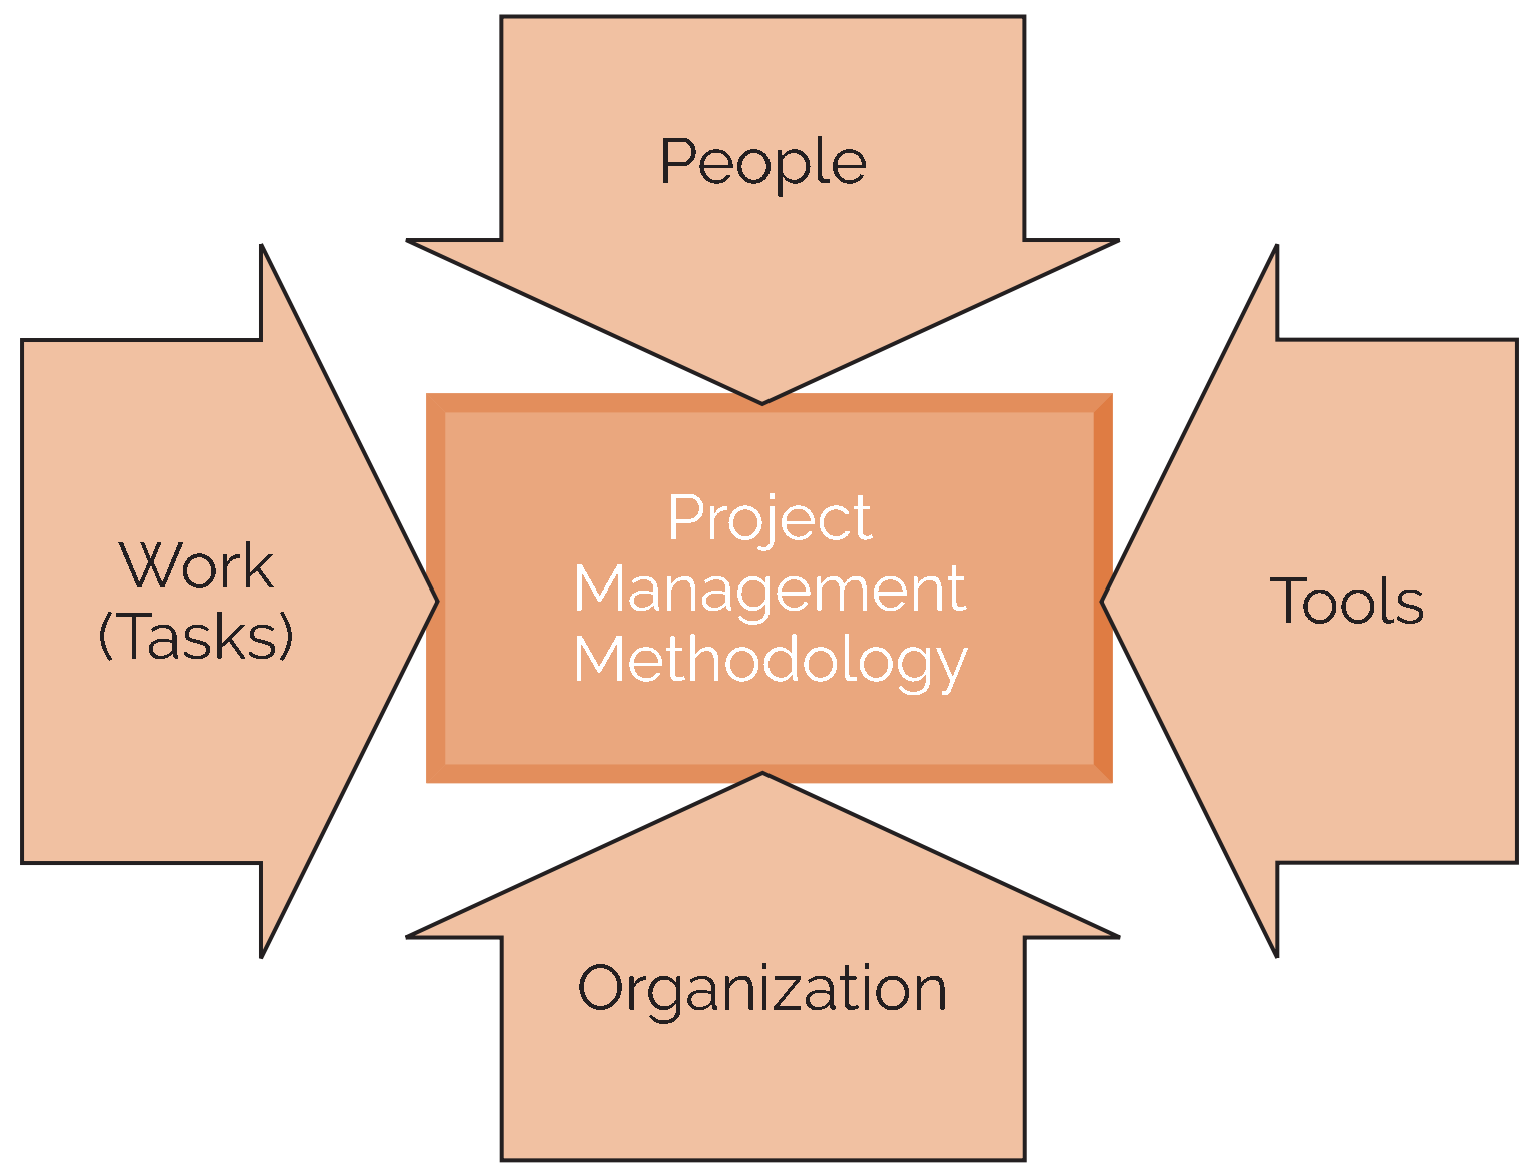 People
Work
(Tasks)
Project
Management
Methodology
Tools
Organization